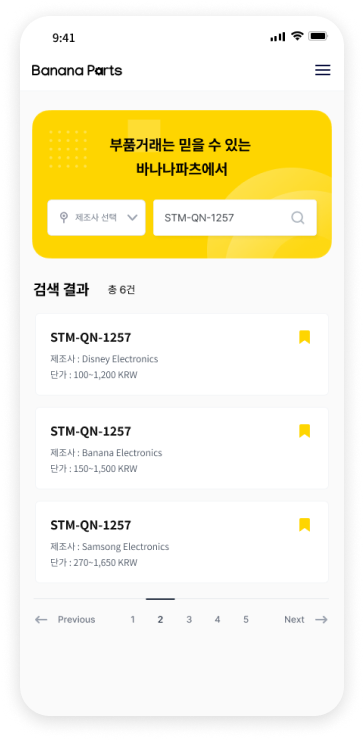 9:41
Banana Parts
부품거래는 믿을 수 있는
바나나파츠에서
제조사 선택
STM-QN-1257
검색 결과 총 6건
STM-QN-1257
제조사 : Disney Electronics
단가 : 100~1,200 KRW
STM-QN-1257
제조사 : Banana Electronics
단가 : 150~1,500 KRW
STM-QN-1257
제조사 : Samsong Electronics
단가 : 270~1,650 KRW
Previous 1 2 3 4 5 Next